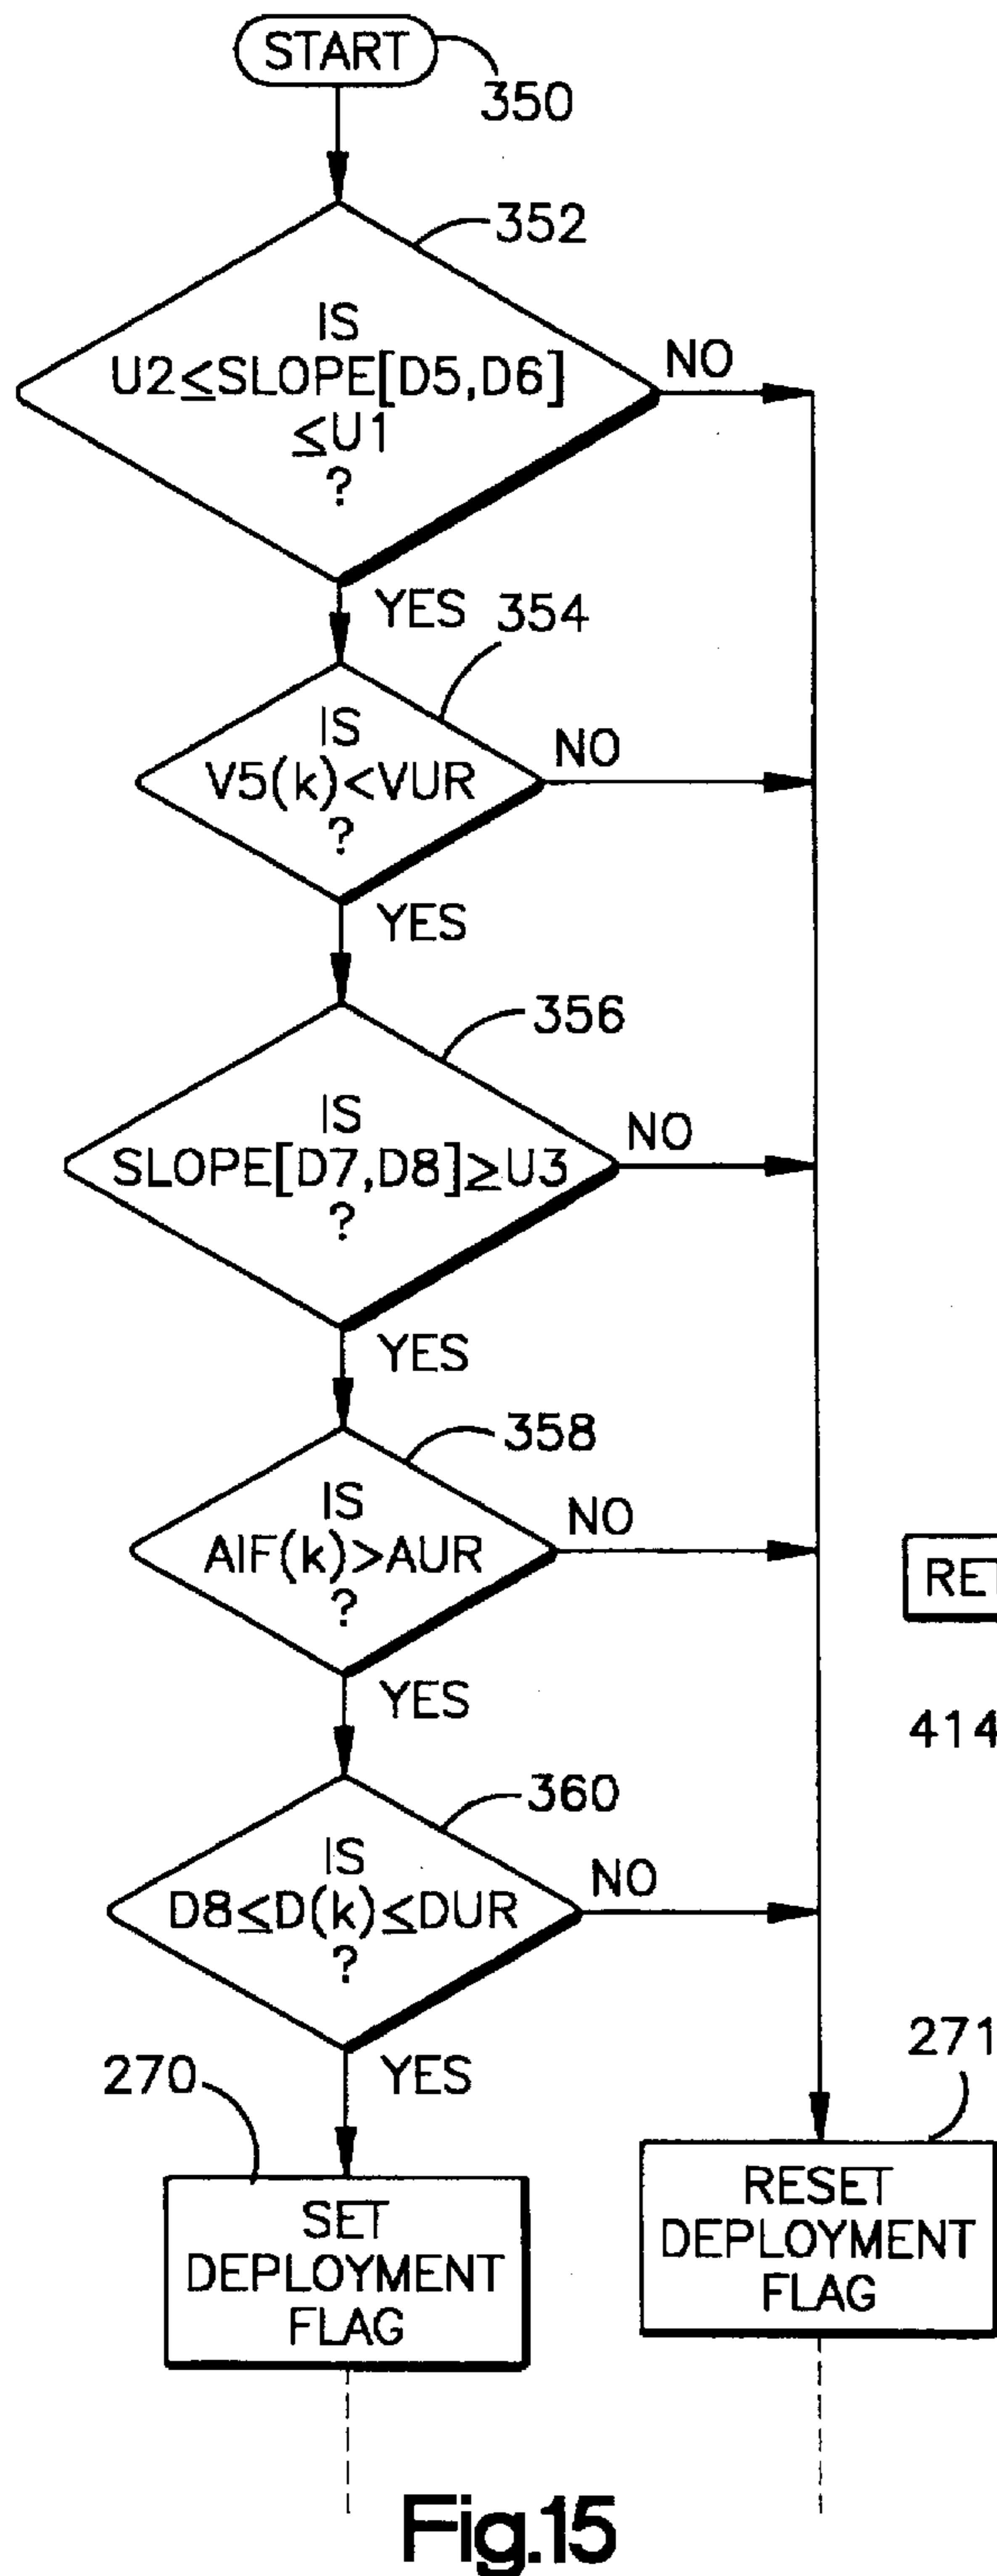 START
350
352
IS
U2≤SLOPE[D5,D6]
≤U1
?
NO
YES
354
IS
V5(k)<VUR
?
NO
YES
356
IS
SLOPE[D7,D8]≥U3
?
NO
YES
358
IS
AIF(k)>AUR
?
NO
RET
YES
414
360
IS
D8≤D(k)≤DUR
?
NO
YES
270
271
SET
DEPLOYMENT
FLAG
RESET
DEPLOYMENT
FLAG
Fig.15